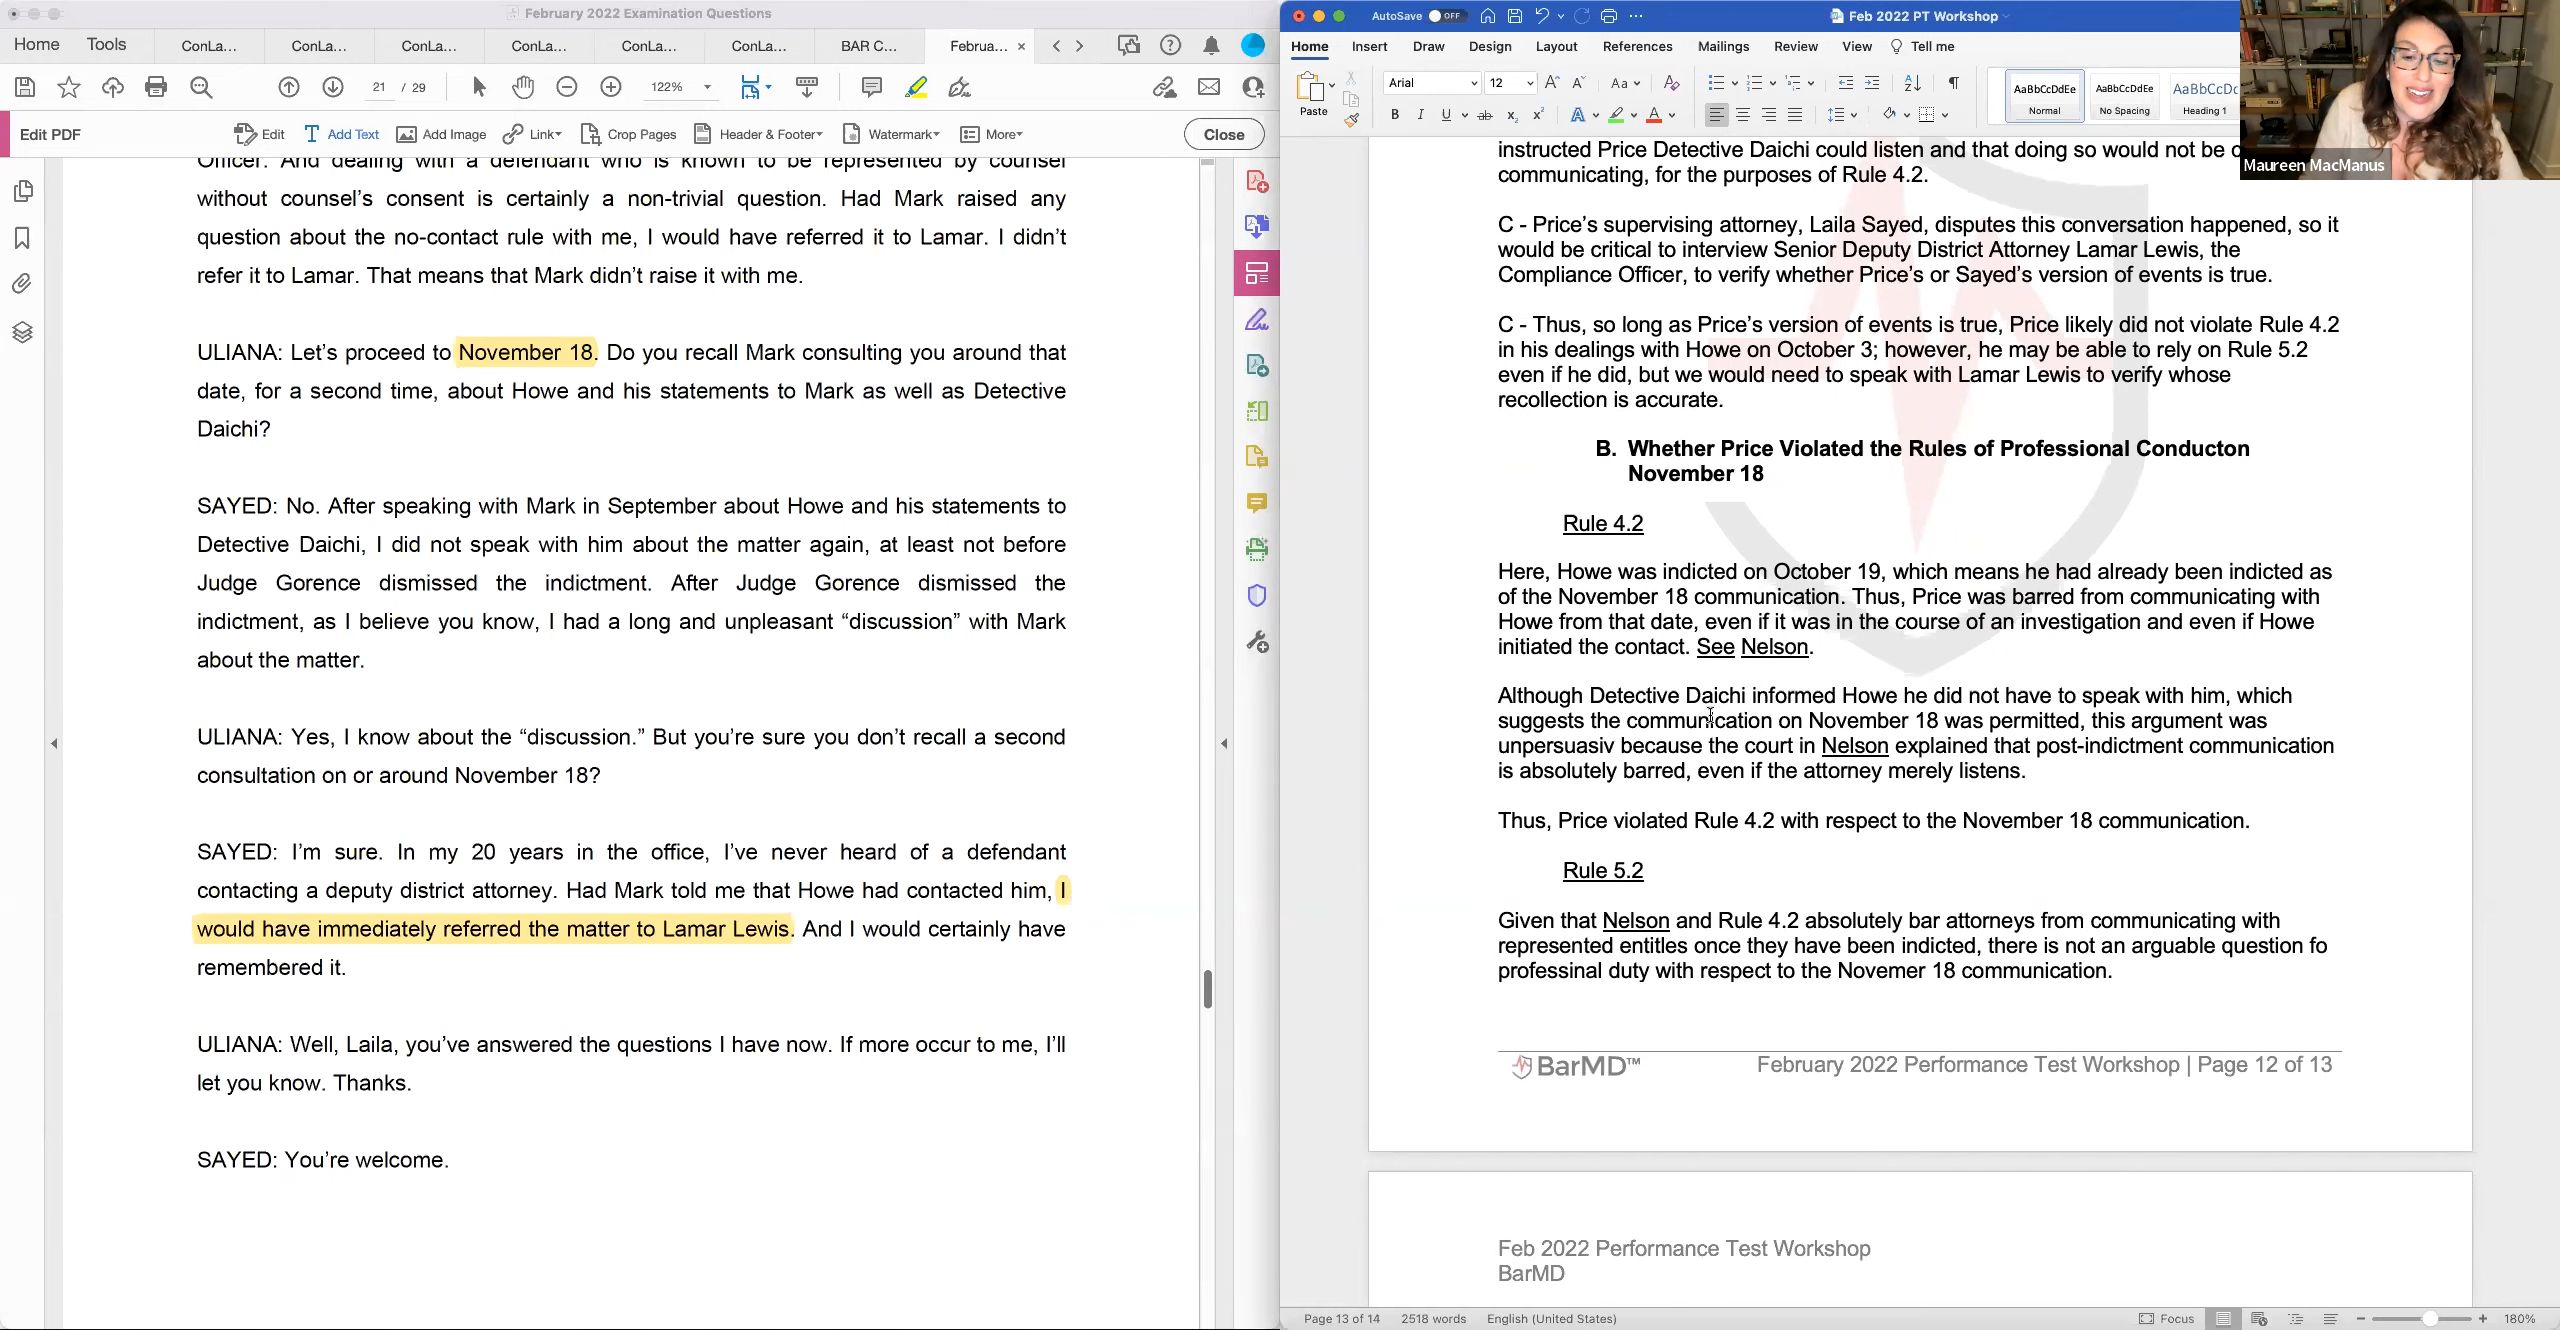 February 2022 Examination Questions
Home Tools ConLa... ConLa... ConLa... ConLa... ConLa... ConLa... BAR C... Februa... ×
21 / 29 122%
Edit PDF Edit Add Text Add Image Link Crop Pages Header & Footer Watermark More Close
Officer. And dealing with a defendant who is known to be represented by counsel
without counsel's consent is certainly a non-trivial question. Had Mark raised any
question about the no-contact rule with me, I would have referred it to Lamar. I didn't
refer it to Lamar. That means that Mark didn't raise it with me.
ULIANA: Let's proceed to November 18. Do you recall Mark consulting you around that
date, for a second time, about Howe and his statements to Mark as well as Detective
Daichi?
SAYED: No. After speaking with Mark in September about Howe and his statements to
Detective Daichi, I did not speak with him about the matter again, at least not before
Judge Gorence dismissed the indictment. After Judge Gorence dismissed the
indictment, as I believe you know, I had a long and unpleasant “discussion” with Mark
about the matter.
ULIANA: Yes, I know about the “discussion.” But you're sure you don't recall a second
consultation on or around November 18?
SAYED: I'm sure. In my 20 years in the office, I've never heard of a defendant
contacting a deputy district attorney. Had Mark told me that Howe had contacted him, I
would have immediately referred the matter to Lamar Lewis. And I would certainly have
remembered it.
ULIANA: Well, Laila, you've answered the questions I have now. If more occur to me, I'll
let you know. Thanks.
SAYED: You're welcome.
AutoSave OFF Feb 2022 PT Workshop
Home Insert Draw Design Layout References Mailings Review View Tell me
Paste Arial 12 Aa
B I U ab x₂ x² A A
AaBbCcDdEe AaBbCcDdEe AaBbCcDc
Normal No Spacing Heading 1
Maureen MacManus
instructed Price Detective Daichi could listen and that doing so would not be
communicating, for the purposes of Rule 4.2.
C - Price's supervising attorney, Laila Sayed, disputes this conversation happened, so it
would be critical to interview Senior Deputy District Attorney Lamar Lewis, the
Compliance Officer, to verify whether Price's or Sayed's version of events is true.
C - Thus, so long as Price's version of events is true, Price likely did not violate Rule 4.2
in his dealings with Howe on October 3; however, he may be able to rely on Rule 5.2
even if he did, but we would need to speak with Lamar Lewis to verify whose
recollection is accurate.
B. Whether Price Violated the Rules of Professional Conducton
November 18
Rule 4.2
Here, Howe was indicted on October 19, which means he had already been indicted as
of the November 18 communication. Thus, Price was barred from communicating with
Howe from that date, even if it was in the course of an investigation and even if Howe
initiated the contact. See Nelson.
Although Detective Daichi informed Howe he did not have to speak with him, which
suggests the communication on November 18 was permitted, this argument was
unpersuasiv because the court in Nelson explained that post-indictment communication
is absolutely barred, even if the attorney merely listens.
Thus, Price violated Rule 4.2 with respect to the November 18 communication.
Rule 5.2
Given that Nelson and Rule 4.2 absolutely bar attorneys from communicating with
represented entitles once they have been indicted, there is not an arguable question fo
professinal duty with respect to the Novemer 18 communication.
BarMD™ February 2022 Performance Test Workshop | Page 12 of 13
Feb 2022 Performance Test Workshop
BarMD
Page 13 of 14 2518 words English (United States) Focus 180%